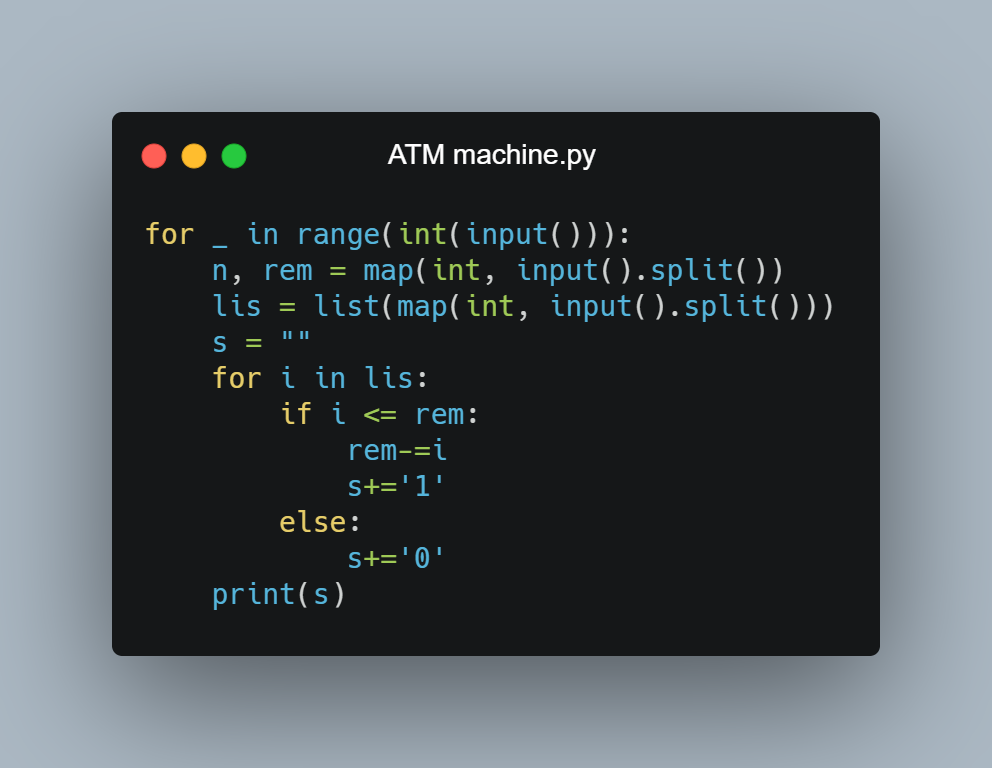 ATM machine.py
for _ in range(int(input())):
    n, rem = map(int, input().split())
    lis = list(map(int, input().split()))
    s = ""
    for i in lis:
        if i <= rem:
            rem-=i
            s+='1'
        else:
            s+='0'
    print(s)